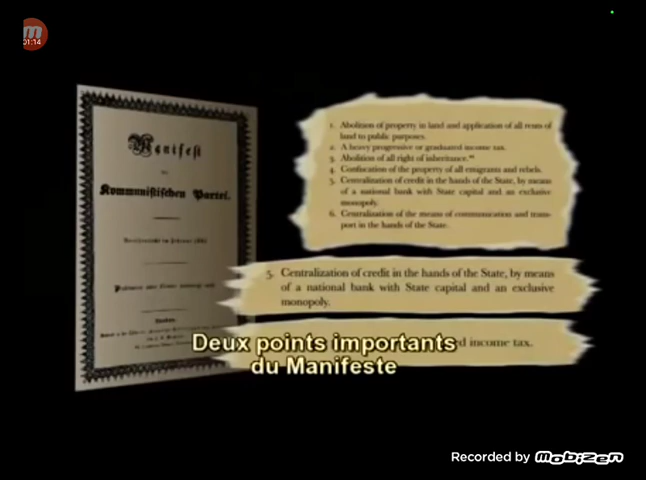 01:14
Manifest
der
Kommunistischen Partei.
1. Abolition of property in land and application of all rents of
land to public purposes.
2. A heavy progressive or graduated income tax.
3. Abolition of all right of inheritance.
4. Confiscation of the property of all emigrants and rebels.
5. Centralization of credit in the hands of the State, by means
of a national bank with State capital and an exclusive
monopoly.
6. Centralization of the means of communication and trans-
port in the hands of the State.
5. Centralization of credit in the hands of the State, by means
of a national bank with State capital and an exclusive
monopoly.
d income tax.
Deux points importants
du Manifeste
Recorded by mobizen